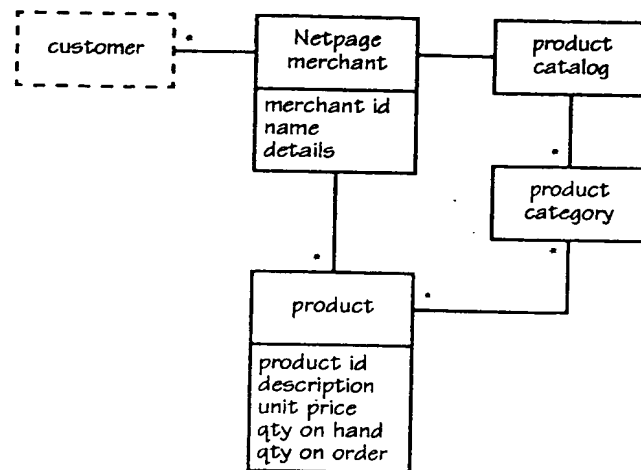 customer
*
Netpage
merchant
merchant id
name
details
product
catalog
*
product
category
*
*
*
product
product id
description
unit price
qty on hand
qty on order